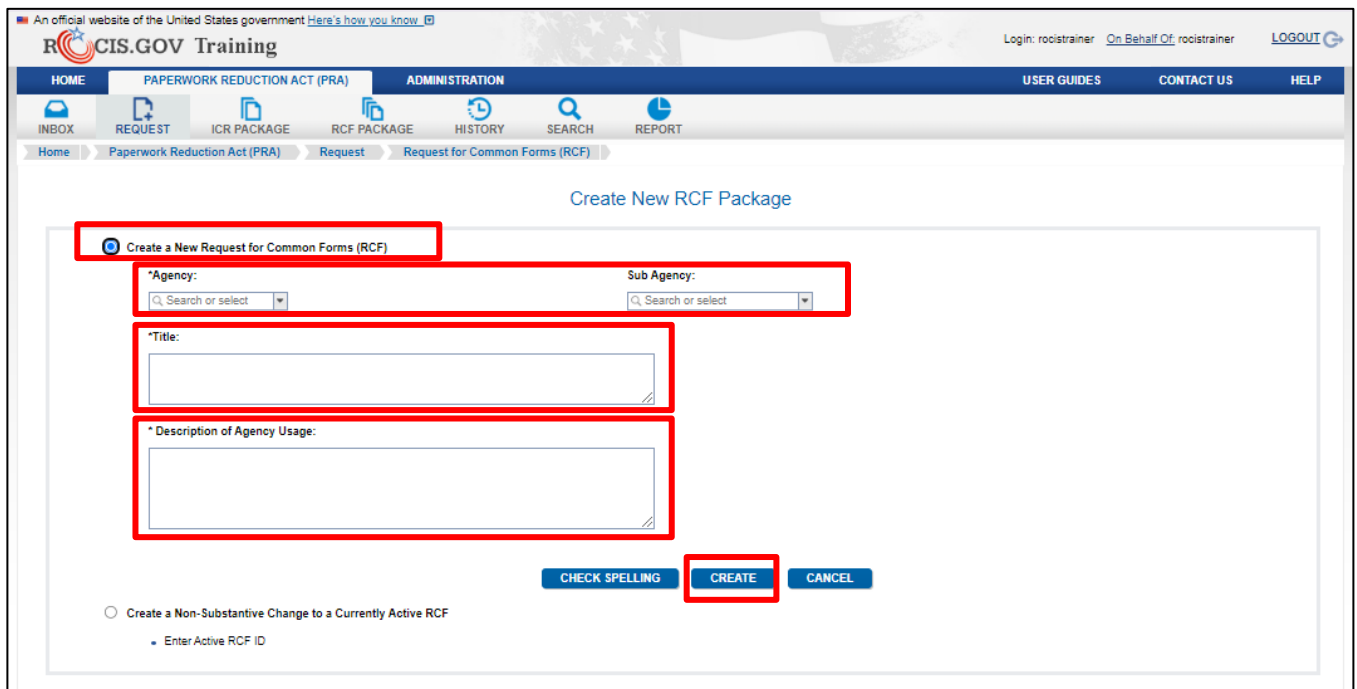 An official website of the United States government Here's how you know
ROCIS.GOV Training
Login: rocistrainer On Behalf Of: rocistrainer LOGOUT
HOME PAPERWORK REDUCTION ACT (PRA) ADMINISTRATION USER GUIDES CONTACT US HELP
INBOX REQUEST ICR PACKAGE RCF PACKAGE HISTORY SEARCH REPORT
Home Paperwork Reduction Act (PRA) Request Request for Common Forms (RCF)
Create New RCF Package
Create a New Request for Common Forms (RCF)
*Agency: Sub Agency:
Search or select Search or select
*Title:
* Description of Agency Usage:
CHECK SPELLING CREATE CANCEL
Create a Non-Substantive Change to a Currently Active RCF
Enter Active RCF ID